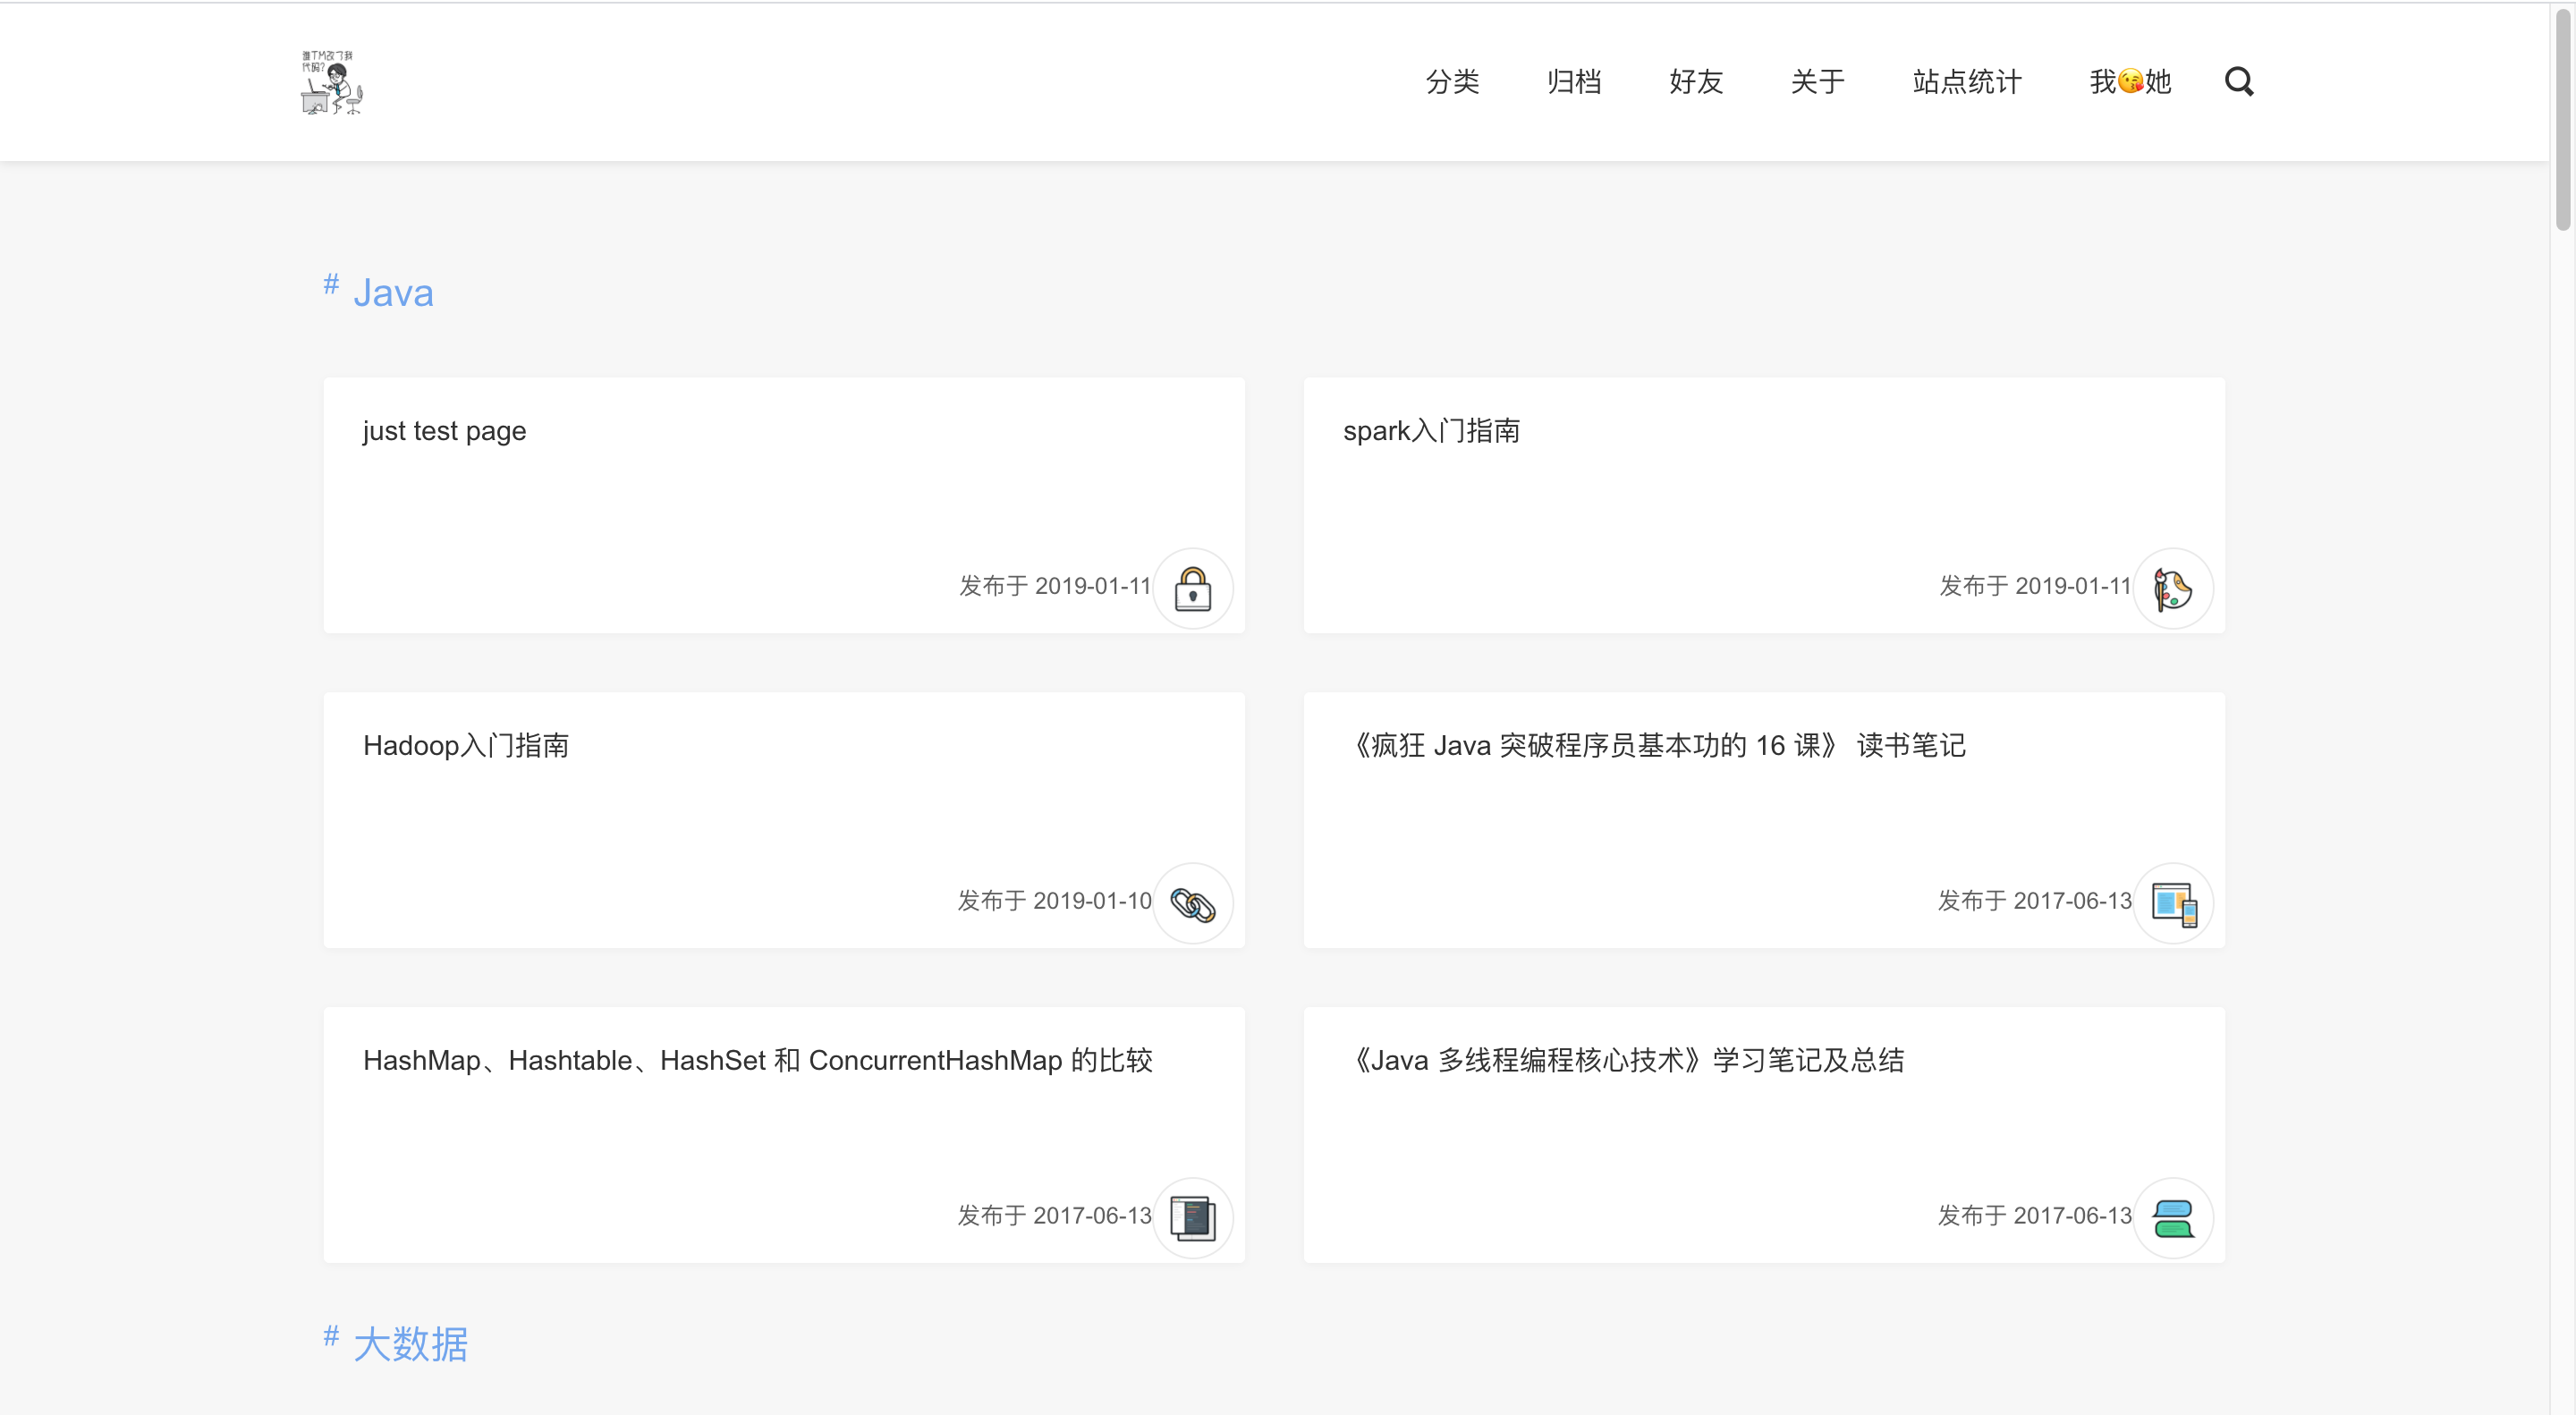 谁TM改了我
代码?
分类 归档 好友 关于 站点统计 我😘她
# Java
just test page
发布于 2019-01-11
spark入门指南
发布于 2019-01-11
Hadoop入门指南
发布于 2019-01-10
《疯狂 Java 突破程序员基本功的 16 课》 读书笔记
发布于 2017-06-13
HashMap、Hashtable、HashSet 和 ConcurrentHashMap 的比较
发布于 2017-06-13
《Java 多线程编程核心技术》学习笔记及总结
发布于 2017-06-13
# 大数据